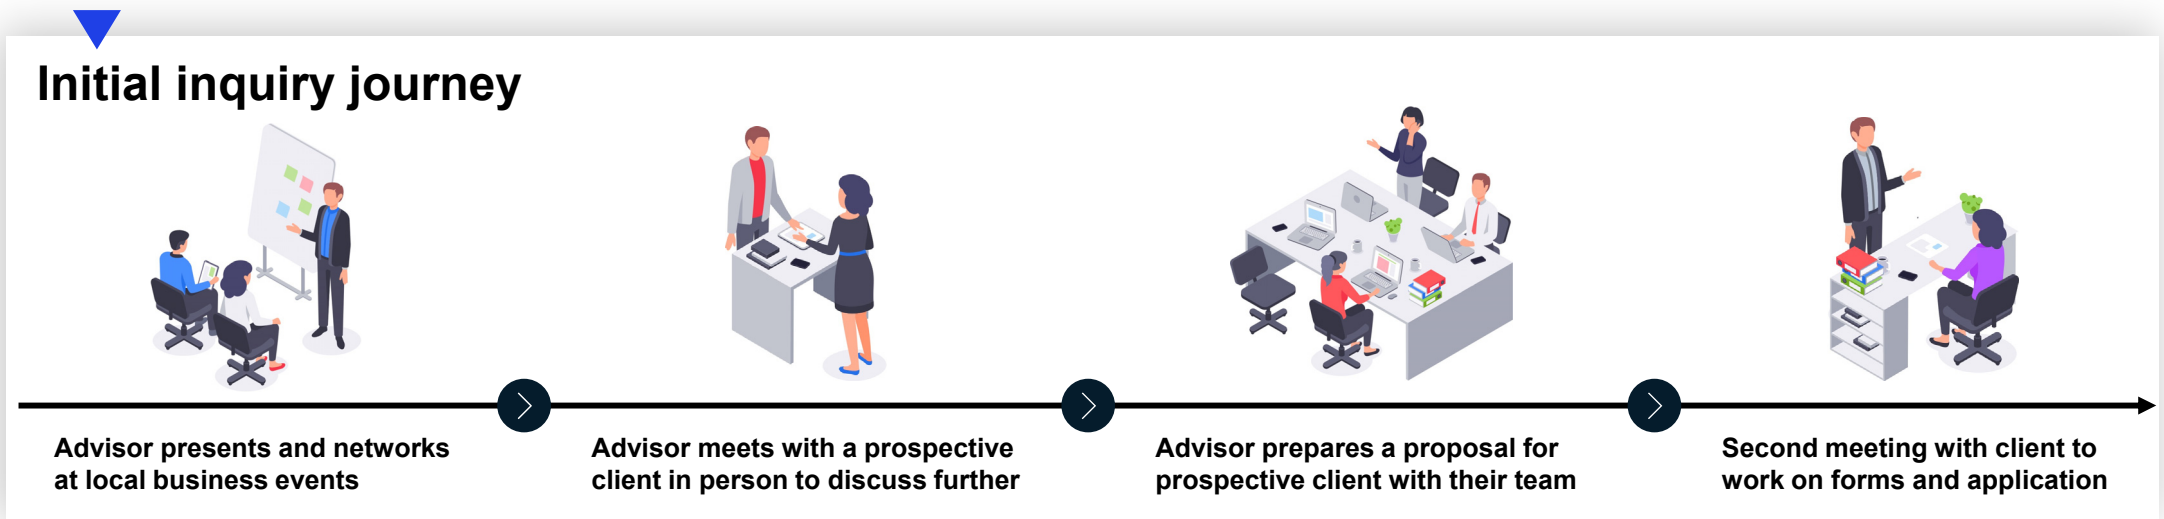 Initial inquiry journey
Advisor presents and networks
at local business events
Advisor meets with a prospective
client in person to discuss further
Advisor prepares a proposal for
prospective client with their team
Second meeting with client to
work on forms and application